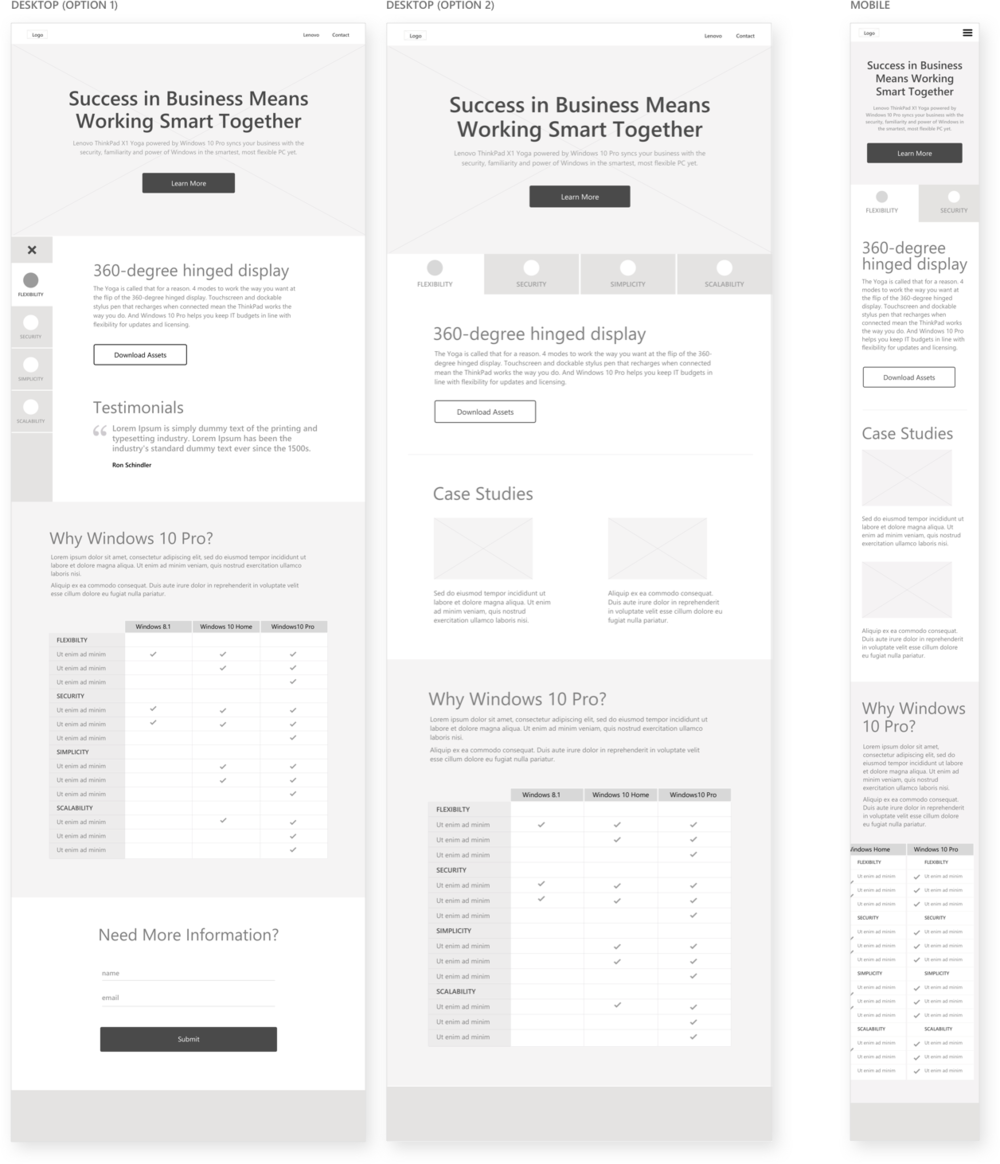 DESKTOP (OPTION 1)
Logo
Lenovo Contact
Success in Business Means
Working Smart Together
Lenovo ThinkPad X1 Yoga powered by Windows 10 Pro syncs your business with the
security, familiarity and power of Windows in the smartest, most flexible PC yet.
Learn More
FLEXIBILITY
SECURITY
SIMPLICITY
SCALABILITY
360-degree hinged display
The Yoga is called that for a reason. 4 modes to work the way you want at
the flip of the 360-degree hinged display. Touchscreen and dockable
stylus pen that recharges when connected mean the ThinkPad works the
way you do. And Windows 10 Pro helps you keep IT budgets in line with
flexibility for updates and licensing.
Download Assets
Testimonials
“ Lorem Ipsum is simply dummy text of the printing and
typesetting industry. Lorem Ipsum has been the
industry's standard dummy text ever since the 1500s.
Ron Schindler
Why Windows 10 Pro?
Lorem ipsum dolor sit amet, consectetur adipiscing elit, sed do eiusmod tempor incididunt ut
labore et dolore magna aliqua. Ut enim ad minim veniam, quis nostrud exercitation ullamco
laboris nisi.
Aliquip ex ea commodo consequat. Duis aute irure dolor in reprehenderit in voluptate velit
esse cillum dolore eu fugiat nulla pariatur.
Windows 8.1 Windows 10 Home Windows10 Pro
FLEXIBILTY
Ut enim ad minim
Ut enim ad minim
Ut enim ad minim
SECURITY
Ut enim ad minim
Ut enim ad minim
Ut enim ad minim
SIMPLICITY
Ut enim ad minim
Ut enim ad minim
Ut enim ad minim
SCALABILITY
Ut enim ad minim
Ut enim ad minim
Ut enim ad minim
Need More Information?
name
email
Submit
DESKTOP (OPTION 2)
Logo
Lenovo Contact
Success in Business Means
Working Smart Together
Lenovo ThinkPad X1 Yoga powered by Windows 10 Pro syncs your business with the
security, familiarity and power of Windows in the smartest, most flexible PC yet.
Learn More
FLEXIBILITY SECURITY SIMPLICITY SCALABILITY
360-degree hinged display
The Yoga is called that for a reason. 4 modes to work the way you want at the flip of the 360-
degree hinged display. Touchscreen and dockable stylus pen that recharges when connected
mean the ThinkPad works the way you do. And Windows 10 Pro helps you keep IT budgets in
line with flexibility for updates and licensing.
Download Assets
Case Studies
Sed do eiusmod tempor incididunt ut
labore et dolore magna aliqua. Ut enim
ad minim veniam, quis nostrud
exercitation ullamco laboris nisi.
Aliquip ex ea commodo consequat.
Duis aute irure dolor in reprehenderit
in voluptate velit esse cillum dolore eu
fugiat nulla pariatur.
Why Windows 10 Pro?
Lorem ipsum dolor sit amet, consectetur adipiscing elit, sed do eiusmod tempor incididunt ut
labore et dolore magna aliqua. Ut enim ad minim veniam, quis nostrud exercitation ullamco
laboris nisi.
Aliquip ex ea commodo consequat. Duis aute irure dolor in reprehenderit in voluptate velit
esse cillum dolore eu fugiat nulla pariatur.
Windows 8.1 Windows 10 Home Windows10 Pro
FLEXIBILTY
Ut enim ad minim
Ut enim ad minim
Ut enim ad minim
SECURITY
Ut enim ad minim
Ut enim ad minim
Ut enim ad minim
SIMPLICITY
Ut enim ad minim
Ut enim ad minim
Ut enim ad minim
SCALABILITY
Ut enim ad minim
Ut enim ad minim
Ut enim ad minim
MOBILE
Logo
Success in Business
Means Working
Smart Together
Lenovo ThinkPad X1 Yoga powered by
Windows 10 Pro syncs your business with
the security, familiarity and power of Windows in
the smartest, most flexible PC yet.
Learn More
FLEXIBILITY SECURITY
360-degree
hinged display
The Yoga is called that for a reason. 4
modes to work the way you want at
the flip of the 360-degree hinged
display. Touchscreen and dockable
stylus pen that recharges when
connected mean the ThinkPad works
the way you do. And Windows 10 Pro
helps you keep IT budgets in line with
flexibility for updates and licensing.
Download Assets
Case Studies
Sed do eiusmod tempor incididunt ut
labore et dolore magna aliqua. Ut
enim ad minim veniam, quis nostrud
exercitation ullamco laboris nisi.
Aliquip ex ea commodo consequat.
Duis aute irure dolor in reprehenderit
in voluptate velit esse cillum dolore
eu fugiat nulla pariatur.
Why Windows
10 Pro?
Lorem ipsum dolor sit amet,
consectetur adipiscing elit, sed do
eiusmod tempor incididunt ut
labore et dolore magna aliqua. Ut
enim ad minim veniam, quis
nostrud exercitation ullamco
laboris nisi.
Aliquip ex ea commodo consequat.
Duis aute irure dolor in
reprehenderit in voluptate velit
esse cillum dolore eu fugiat nulla
pariatur.
indows Home Windows 10 Pro
FLEXIBILTY FLEXIBILTY
Ut enim ad minim Ut enim ad minim
Ut enim ad minim Ut enim ad minim
Ut enim ad minim Ut enim ad minim
SECURITY SECURITY
Ut enim ad minim Ut enim ad minim
Ut enim ad minim Ut enim ad minim
Ut enim ad minim Ut enim ad minim
SIMPLICITY SIMPLICITY
Ut enim ad minim Ut enim ad minim
Ut enim ad minim Ut enim ad minim
Ut enim ad minim Ut enim ad minim
SCALABILITY SCALABILITY
Ut enim ad minim Ut enim ad minim
Ut enim ad minim Ut enim ad minim
Ut enim ad minim Ut enim ad minim